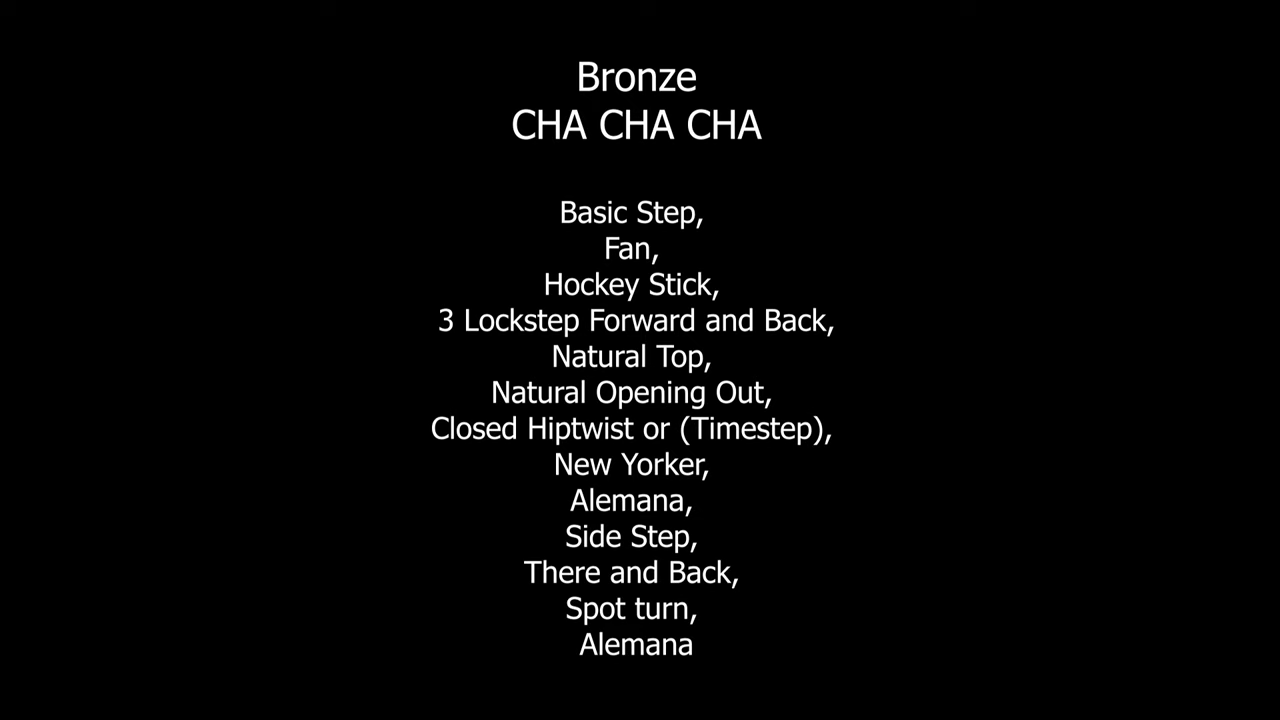 Bronze
CHA CHA CHA
Basic Step,
Fan,
Hockey Stick,
3 Lockstep Forward and Back,
Natural Top,
Natural Opening Out,
Closed Hiptwist or (Timestep),
New Yorker,
Alemana,
Side Step,
There and Back,
Spot turn,
Alemana